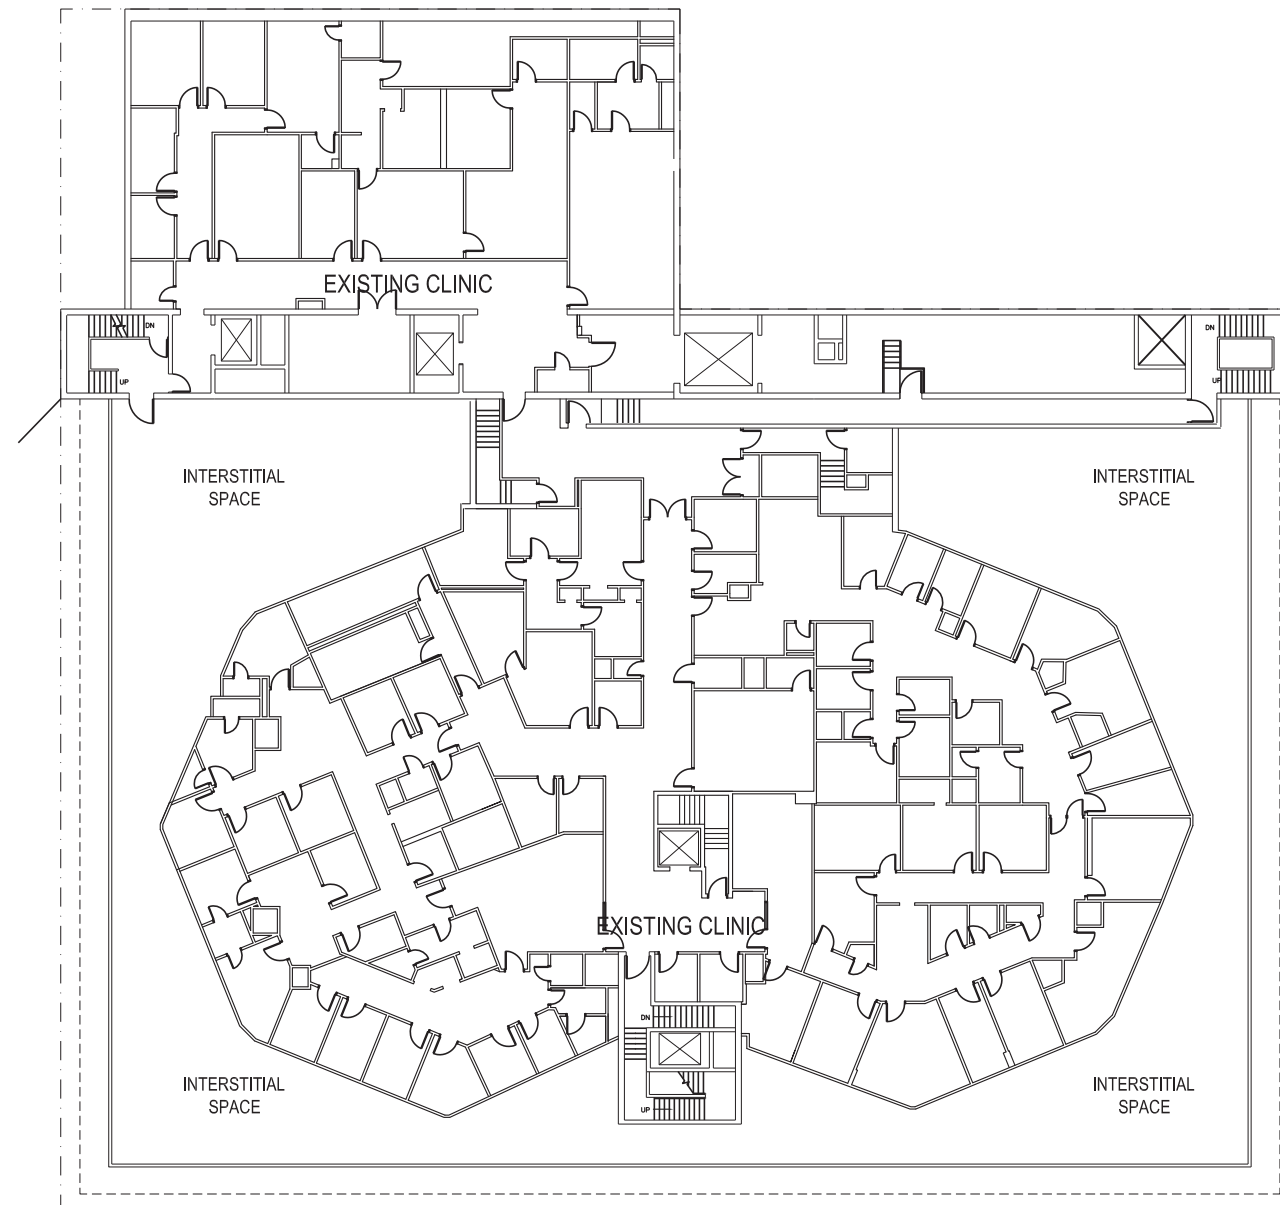 EXISTING CLINIC
DN
UP
DN
UP
INTERSTITIAL
SPACE
INTERSTITIAL
SPACE
EXISTING CLINIC
DN
INTERSTITIAL
SPACE
INTERSTITIAL
SPACE
UP